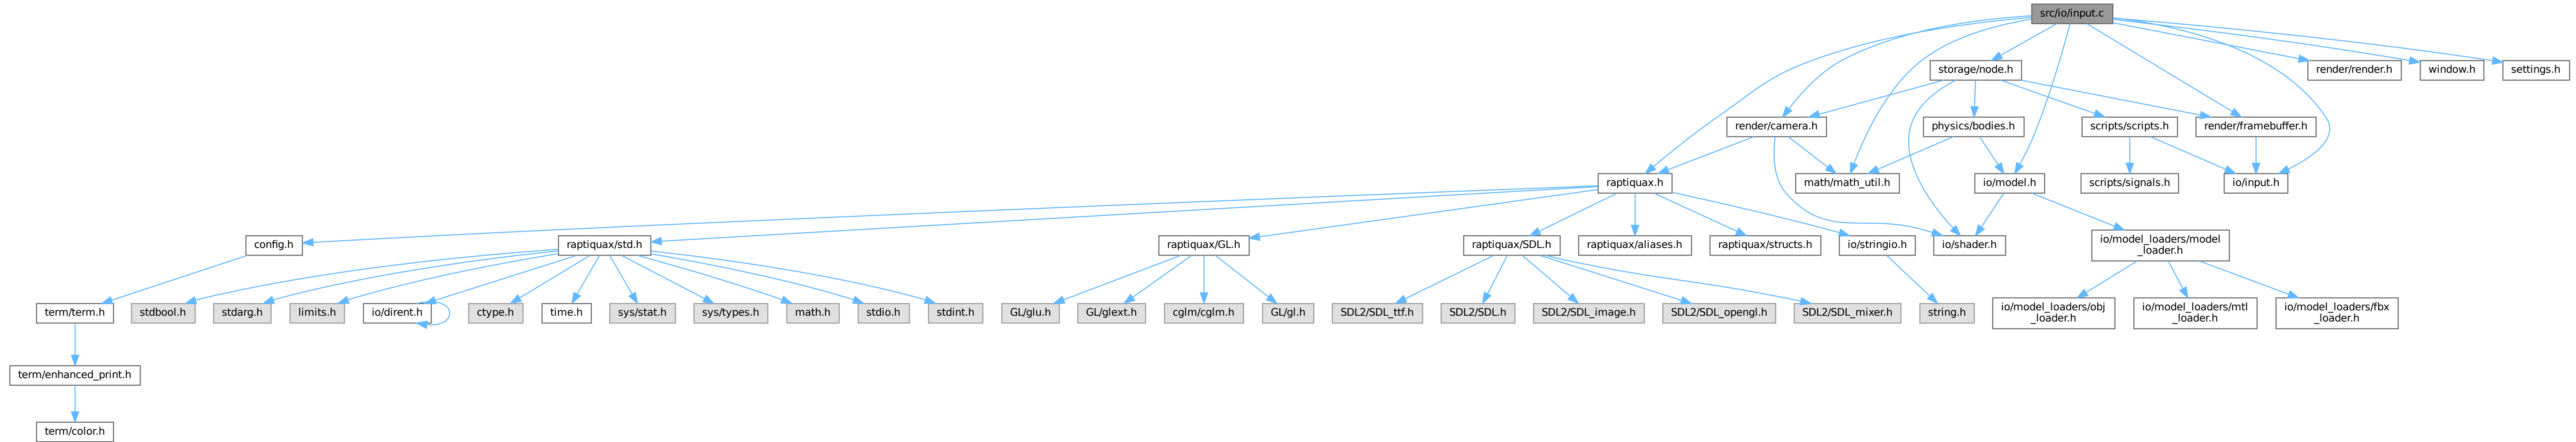 src/io/input.c
storage/node.h
render/render.h
window.h
settings.h
render/camera.h
physics/bodies.h
scripts/scripts.h
render/framebuffer.h
raptiquax.h
math/math_util.h
io/model.h
scripts/signals.h
io/input.h
config.h
raptiquax/std.h
raptiquax/GL.h
raptiquax/SDL.h
raptiquax/aliases.h
raptiquax/structs.h
io/stringio.h
io/shader.h
io/model_loaders/model
_loader.h
term/term.h
stdbool.h
stdarg.h
limits.h
io/dirent.h
ctype.h
time.h
sys/stat.h
sys/types.h
math.h
stdio.h
stdint.h
GL/glu.h
GL/glext.h
cglm/cglm.h
GL/gl.h
SDL2/SDL_ttf.h
SDL2/SDL.h
SDL2/SDL_image.h
SDL2/SDL_opengl.h
SDL2/SDL_mixer.h
string.h
io/model_loaders/obj
_loader.h
io/model_loaders/mtl
_loader.h
io/model_loaders/fbx
_loader.h
term/enhanced_print.h
term/color.h